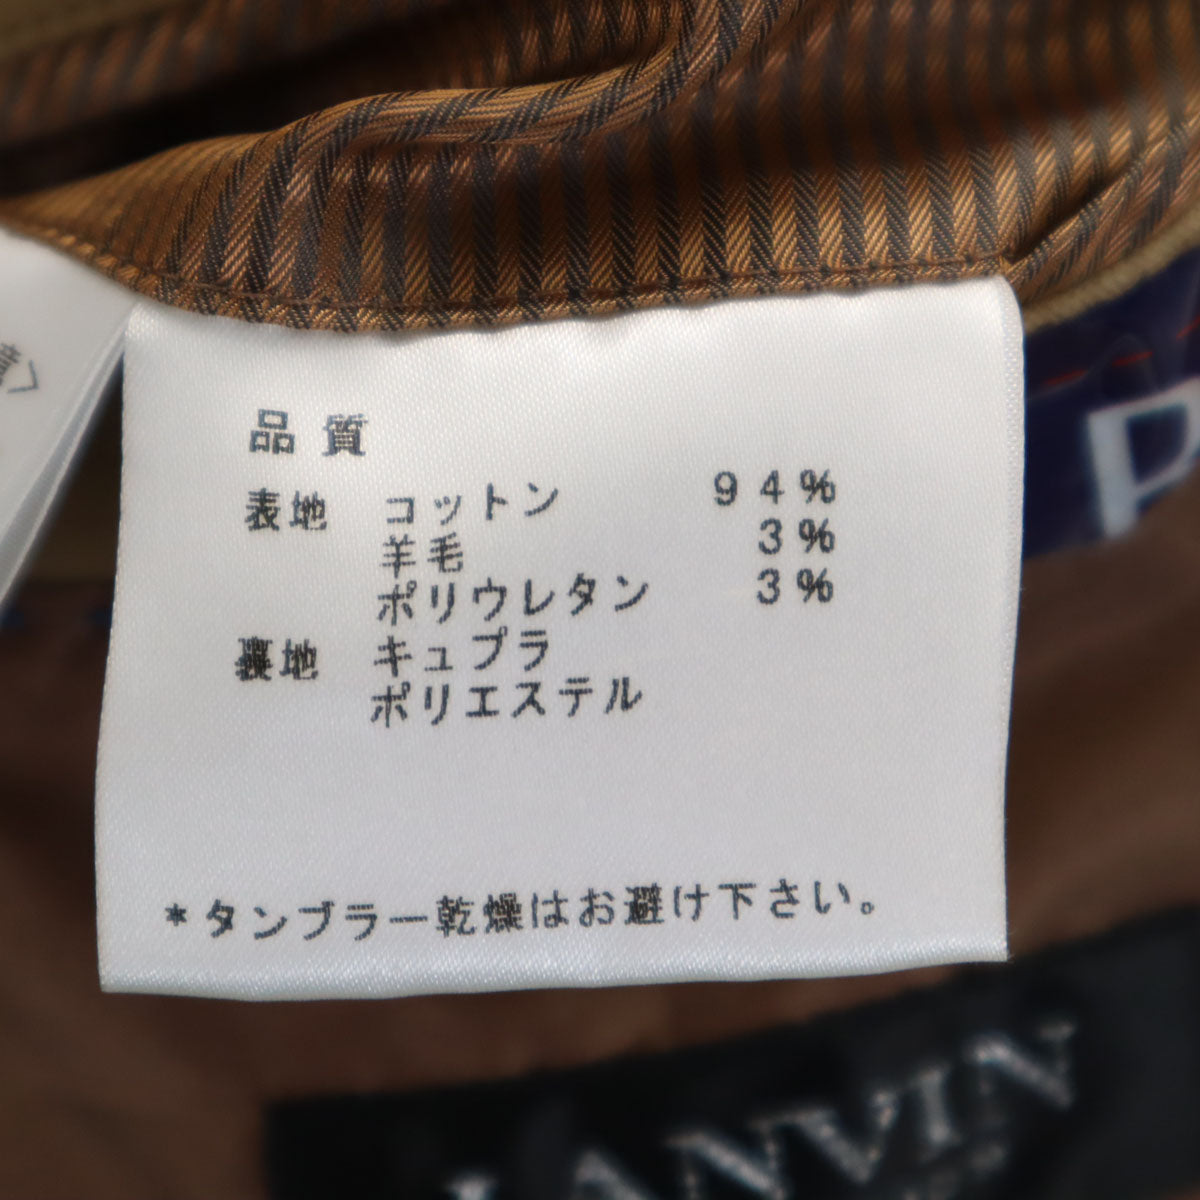 品質
表地 コットン 94%
羊毛 3%
ポリウレタン 3%
裏地 キュプラ
ポリエステル
*タンブラー乾燥はお避け下さい。
LANVIN